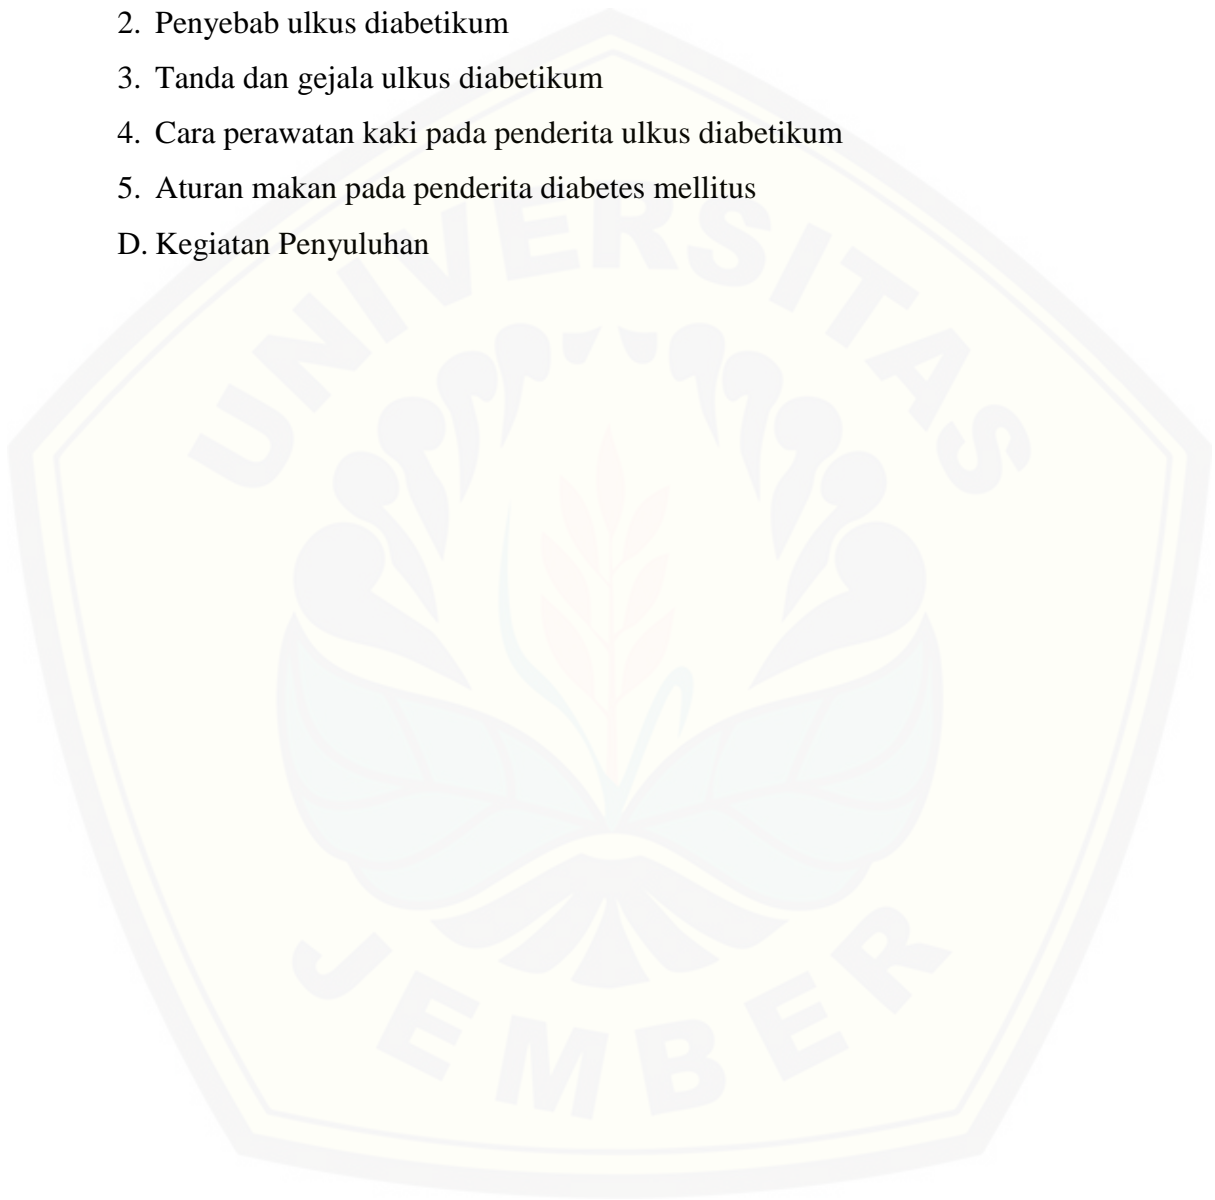 2. Penyebab ulkus diabetikum
3. Tanda dan gejala ulkus diabetikum
4. Cara perawatan kaki pada penderita ulkus diabetikum
5. Aturan makan pada penderita diabetes mellitus
D. Kegiatan Penyuluhan
UNIVERSITAS
JEMBER